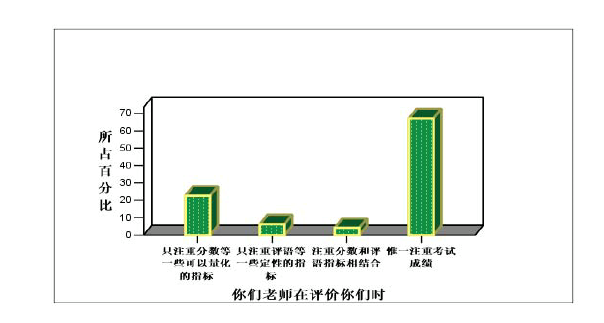 70
60
50
40
30
20
10
0
所占百分比
只注重分数等
一些可以量化
的指标
只注重评语等
一些定性的指
标
注重分数和评
语指标相结合
惟一注重考试
成绩
你们老师在评价你们时